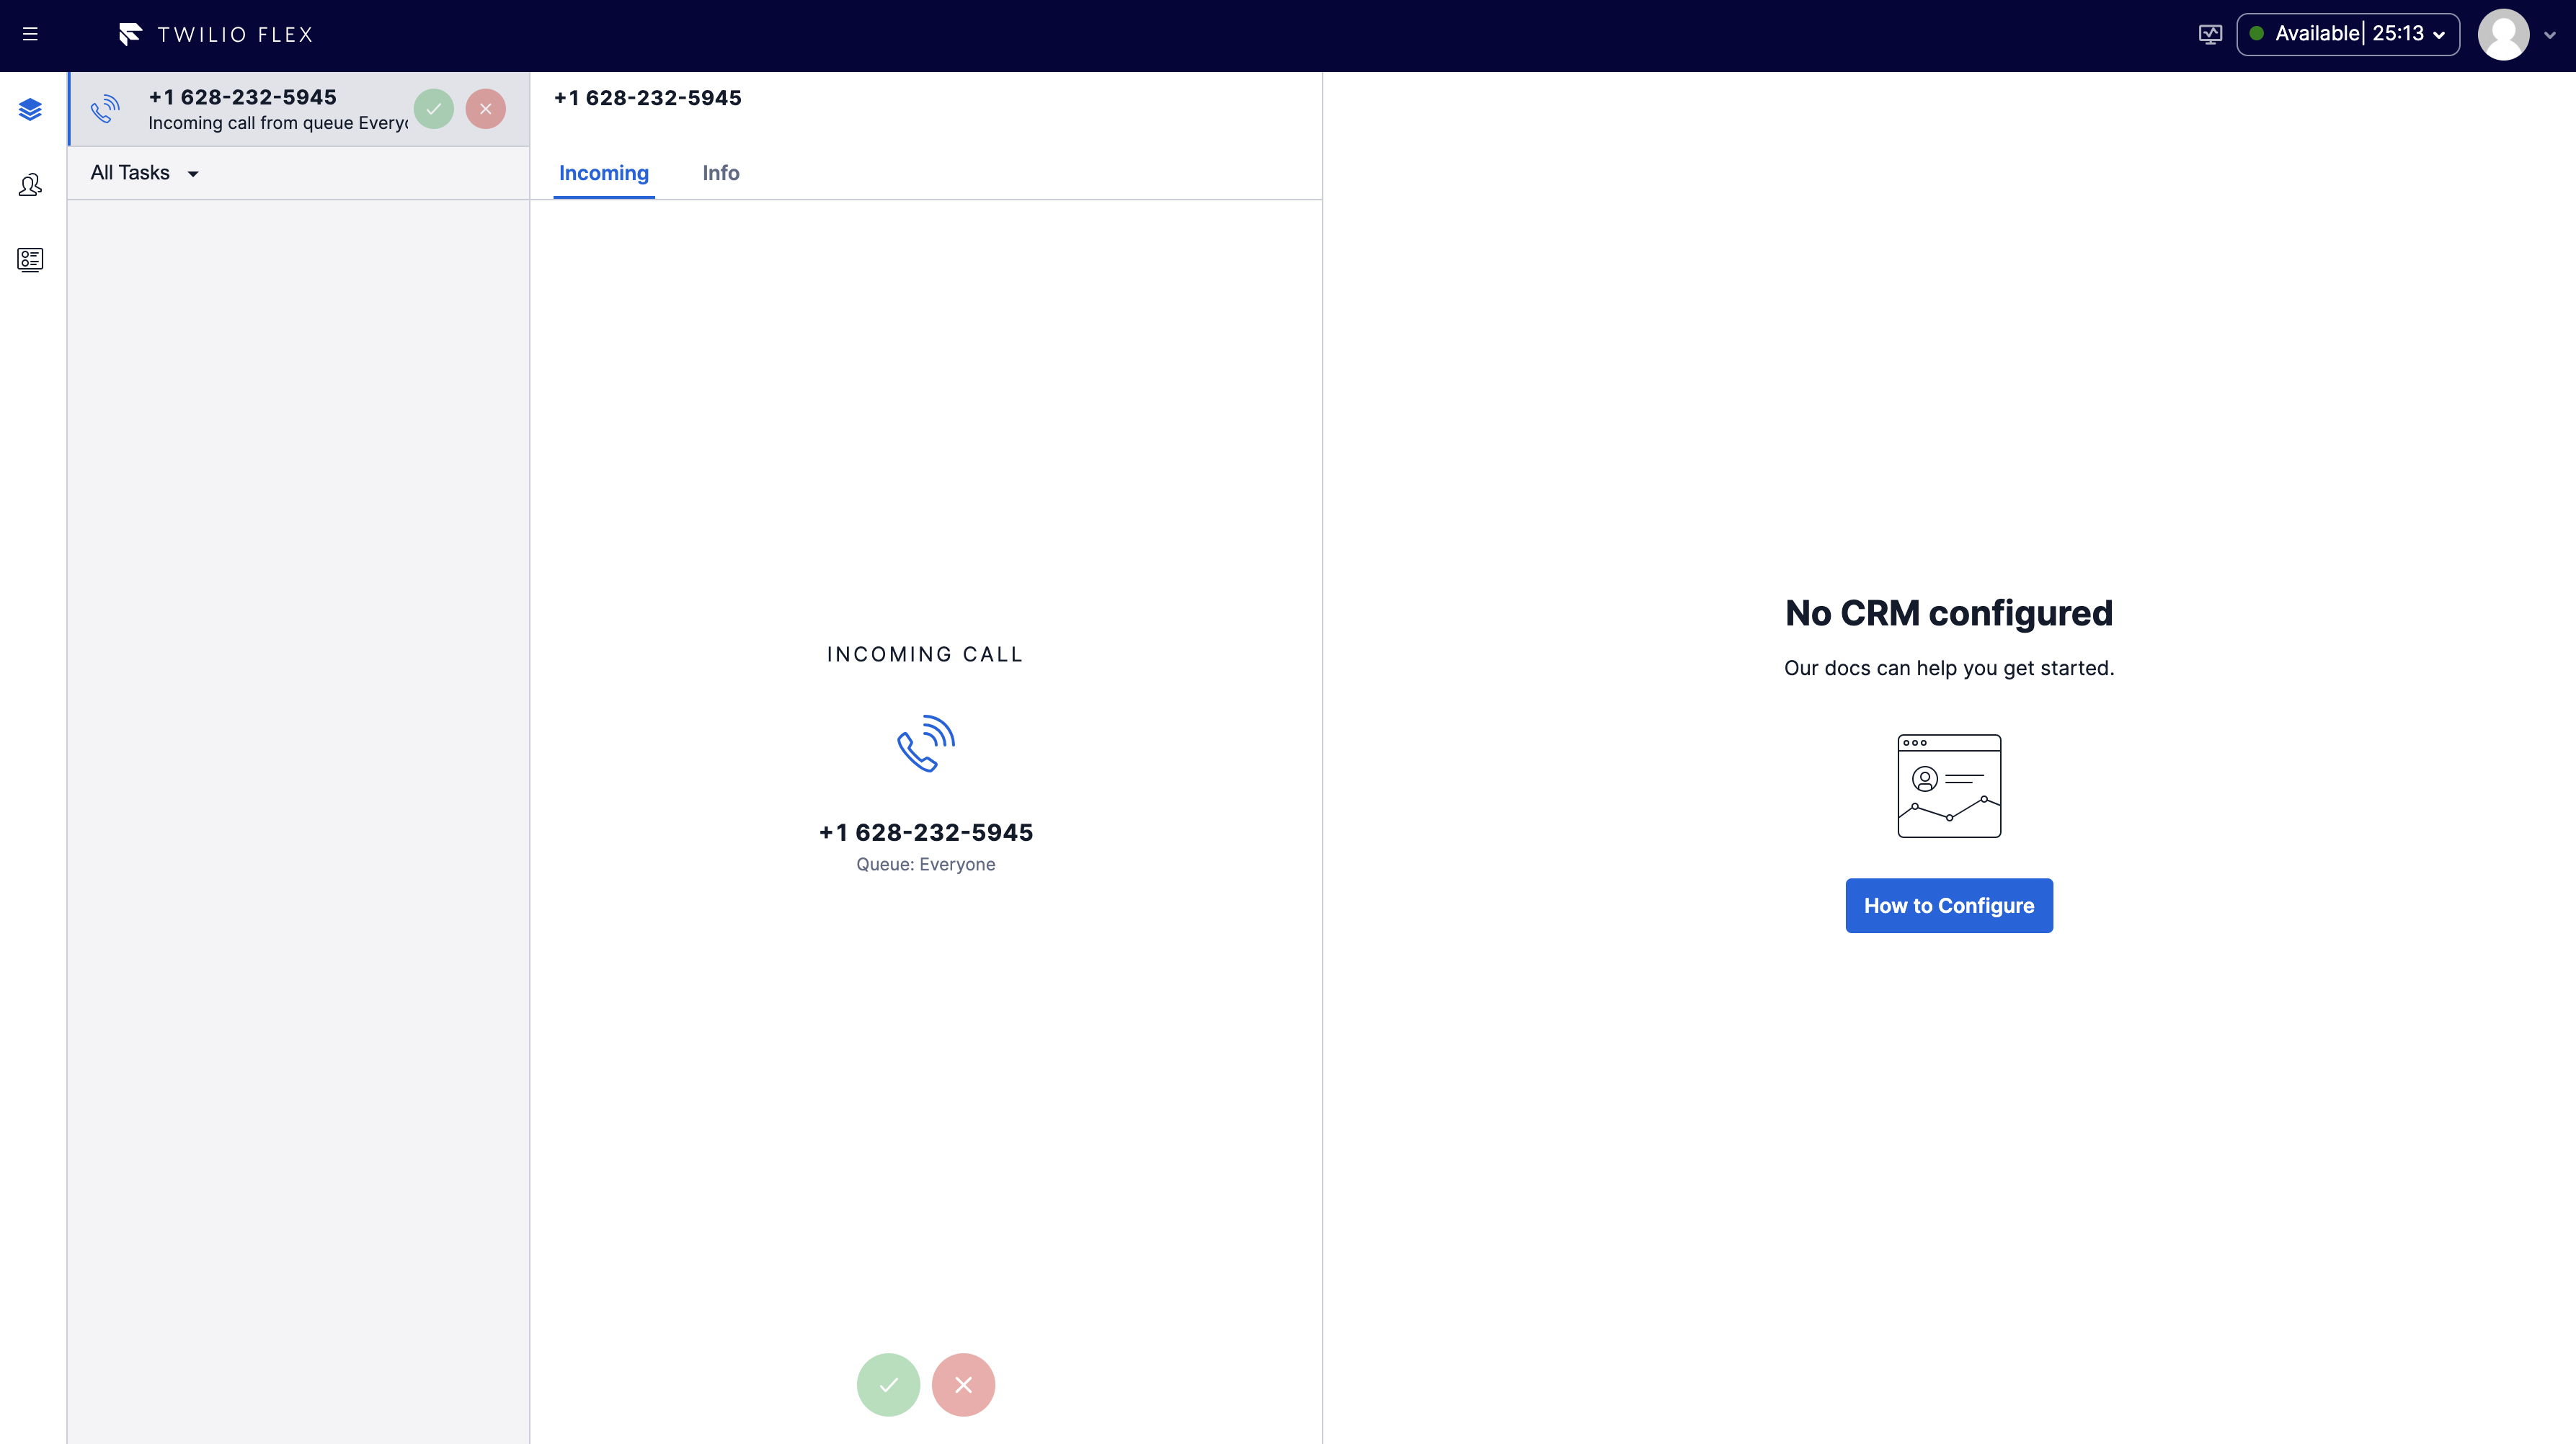 TWILIO FLEX
Available| 25:13
+1 628-232-5945
Incoming call from queue Everyo
All Tasks
+1 628-232-5945
Incoming
Info
INCOMING CALL
+1 628-232-5945
Queue: Everyone
No CRM configured
Our docs can help you get started.
How to Configure